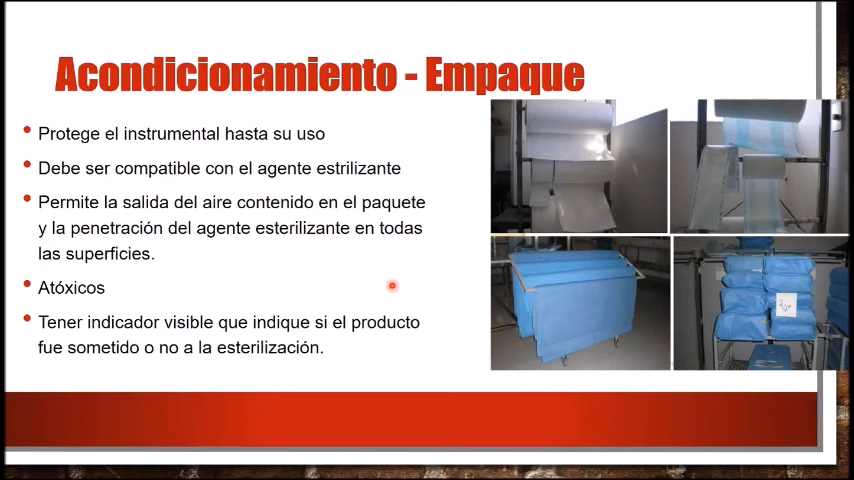 Acondicionamiento - Empaque
• Protege el instrumental hasta su uso
• Debe ser compatible con el agente estrilizante
• Permite la salida del aire contenido en el paquete
y la penetración del agente esterilizante en todas
las superficies.
• Atóxicos
• Tener indicador visible que indique si el producto
fue sometido o no a la esterilización.